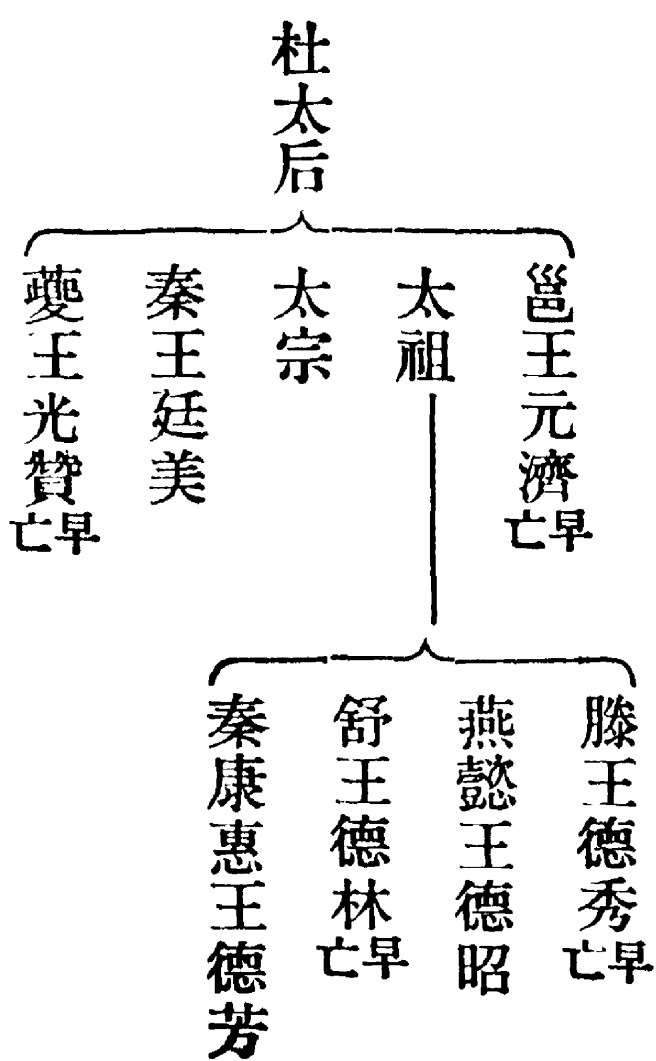 杜太后
邕王元濟早亡
太祖
太宗
秦王廷美
夔王光贊早亡
滕王德秀早亡
燕懿王德昭
舒王德林早亡
秦康惠王德芳